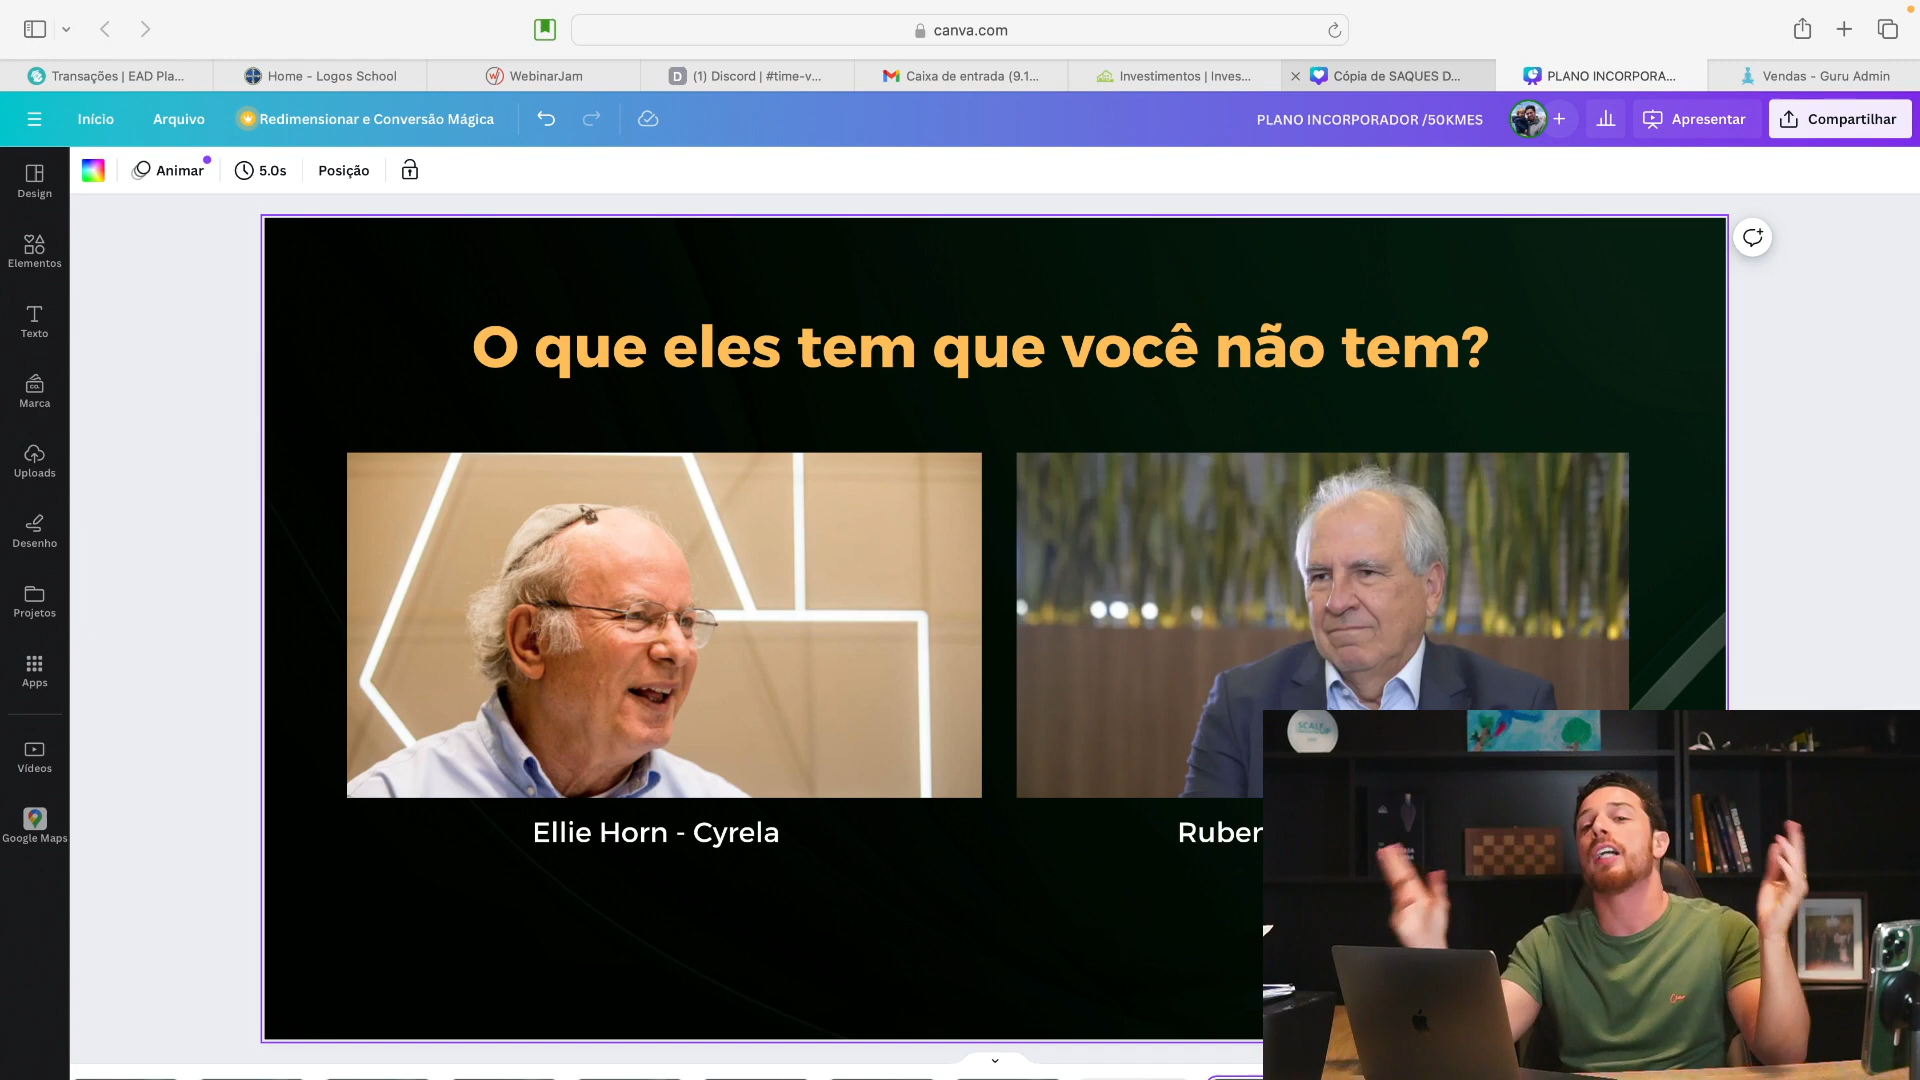 canva.com
Transações | EAD Pla...
Home - Logos School
WebinarJam
(1) Discord | #time-v...
Caixa de entrada (9.1...
Investimentos | Inves...
Cópia de SAQUES D...
PLANO INCORPORA...
Vendas - Guru Admin
Início
Arquivo
Redimensionar e Conversão Mágica
PLANO INCORPORADOR /50KMES
Apresentar
Compartilhar
Animar
5.0s
Posição
Design
Elementos
Texto
Marca
Uploads
Desenho
Projetos
Apps
Vídeos
Google Maps
O que eles tem que você não tem?
Ellie Horn - Cyrela
Ruben
SCALE